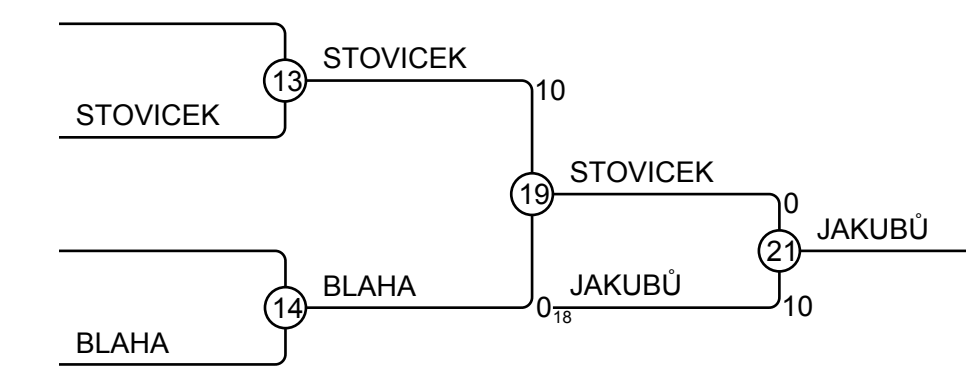 STOVICEK
13
10
STOVICEK
STOVICEK
19
0
JAKUBŮ
21
BLAHA
JAKUBŮ
14
0
18
10
BLAHA